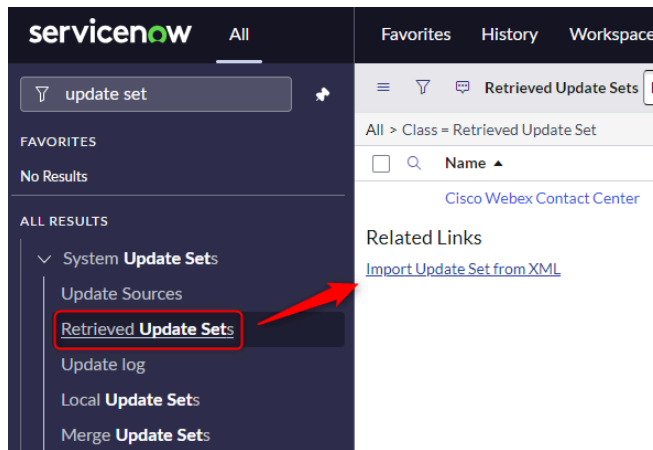 servicenow All
Favorites History Workspace
update set
Retrieved Update Sets
FAVORITES
All > Class = Retrieved Update Set
No Results
Name ▲
Cisco Webex Contact Center
ALL RESULTS
Related Links
System Update Sets
Import Update Set from XML
Update Sources
Retrieved Update Sets
Update log
Local Update Sets
Merge Update Sets